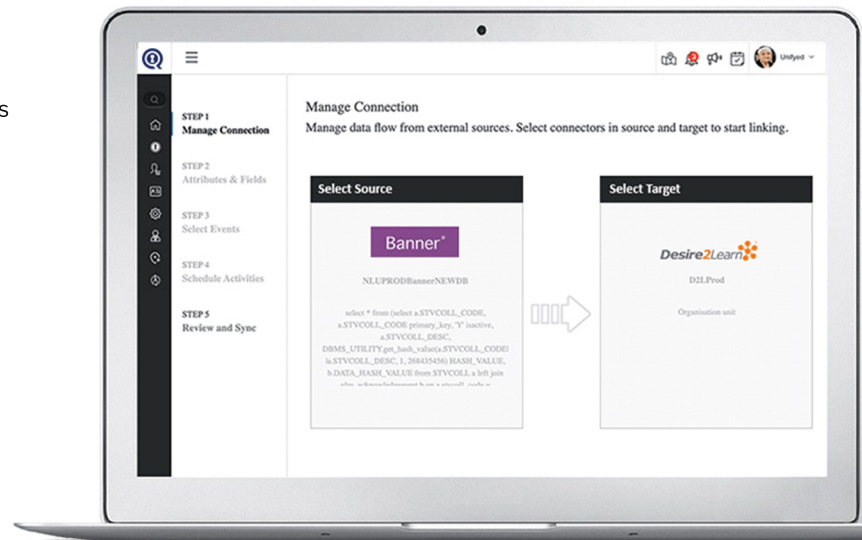 s
3
Unifyed
STEP 1
Manage Connection
STEP 2
Attributes & Fields
STEP 3
Select Events
STEP 4
Schedule Activities
STEP 5
Review and Sync
Manage Connection
Manage data flow from external sources. Select connectors in source and target to start linking.
Select Source
Banner
NLUPRODBannerNEWDB
select * from (select a.STVCOLL_CODE,
a.STVCOLL_CODE primary_key, 'Y' inactive,
a.STVCOLL_DESC,
DBMS_UTILITY.get_hash_value(a.STVCOLL_CODE|
|a.STVCOLL_DESC, 1, 268435456) HASH_VALUE,
b.DATA_HASH_VALUE from STVCOLL a left join
Select Target
Desire2Learn
D2LProd
Organisation unit